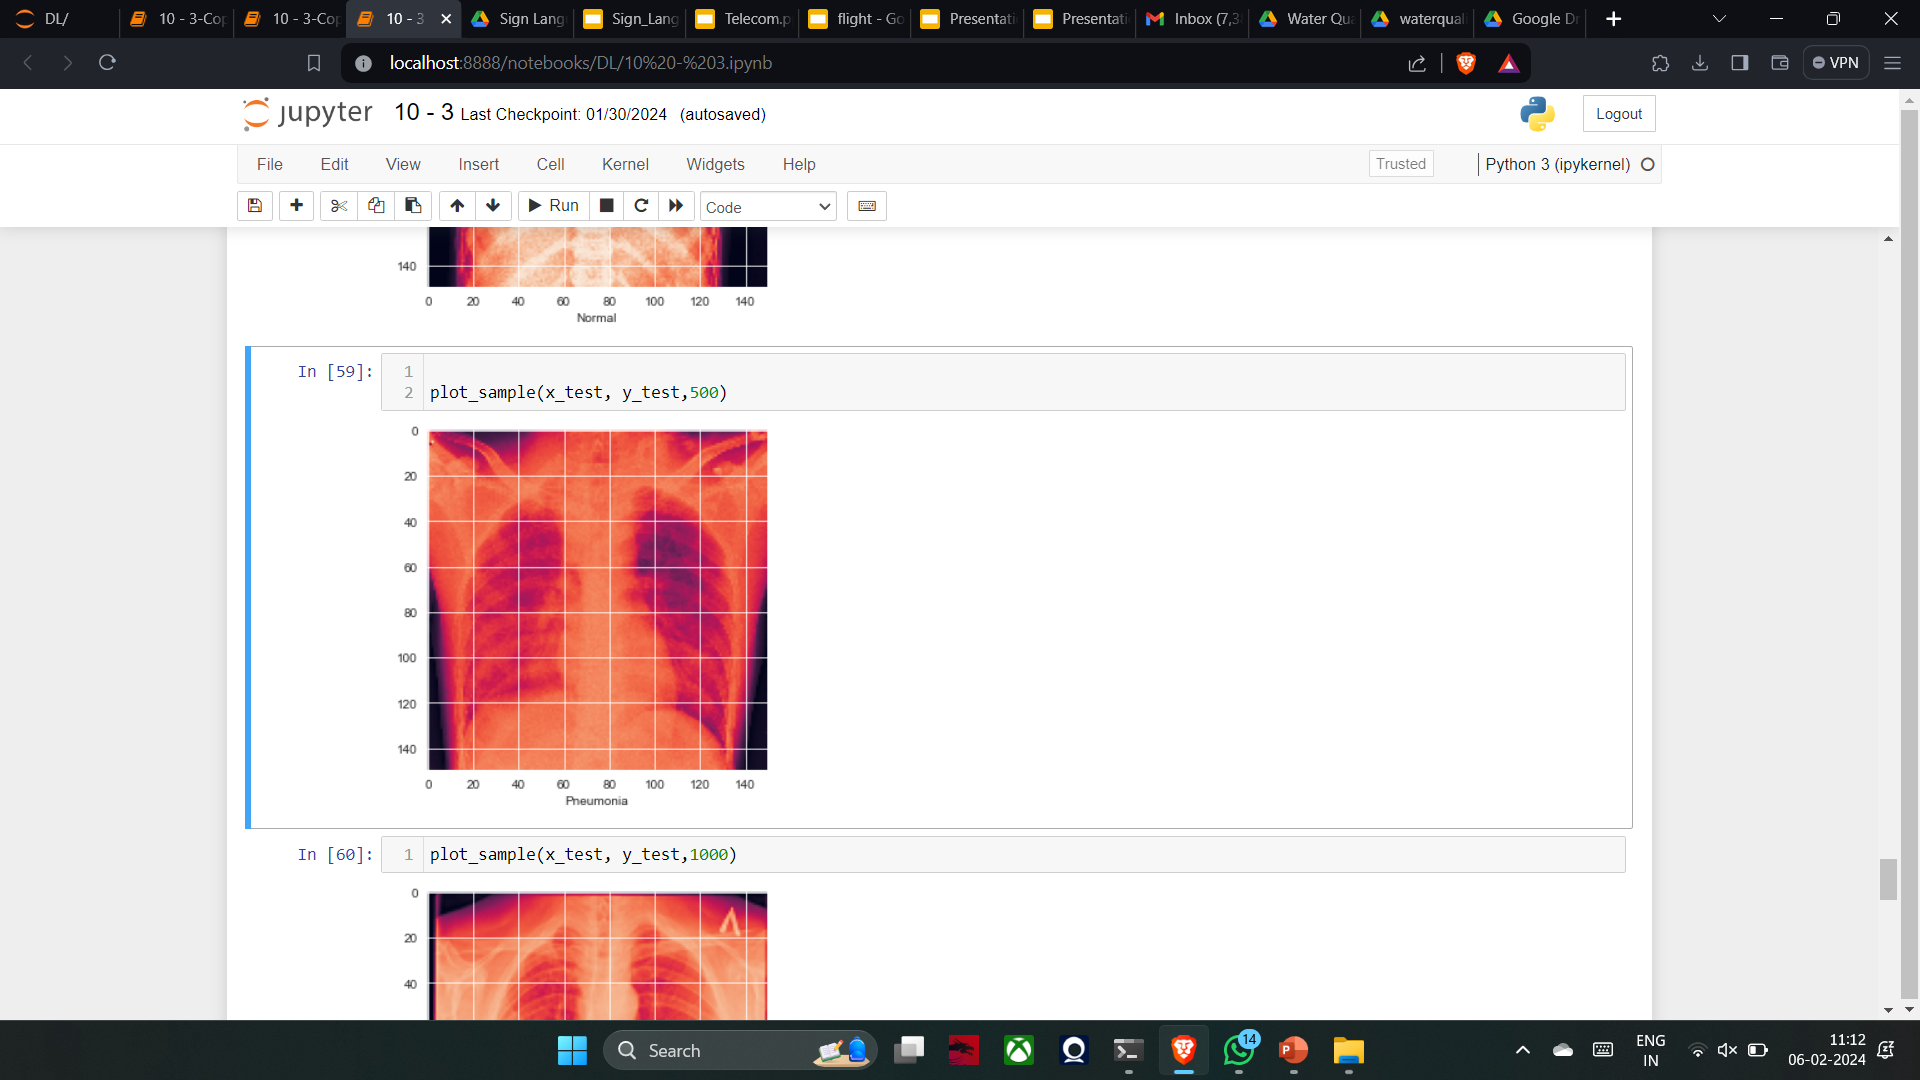 DL/
10 - 3-Cop
10 - 3-Cop
10 - 3
Sign Lang
Sign_Lang
Telecom.p
flight - Go
Presentati
Presentati
Inbox (7,3
Water Qua
waterquali
Google Dr
localhost:8888/notebooks/DL/10%20-%203.ipynb
VPN
jupyter 10 - 3 Last Checkpoint: 01/30/2024 (autosaved)
Logout
File Edit View Insert Cell Kernel Widgets Help
Trusted
Python 3 (ipykernel)
Run
Code
140
0 20 40 60 80 100 120 140
Normal
In [59]:
1
2 plot_sample(x_test, y_test,500)
0
20
40
60
80
100
120
140
0 20 40 60 80 100 120 140
Pneumonia
In [60]:
1 plot_sample(x_test, y_test,1000)
0
20
40
Search
14
ENG
IN
11:12
06-02-2024